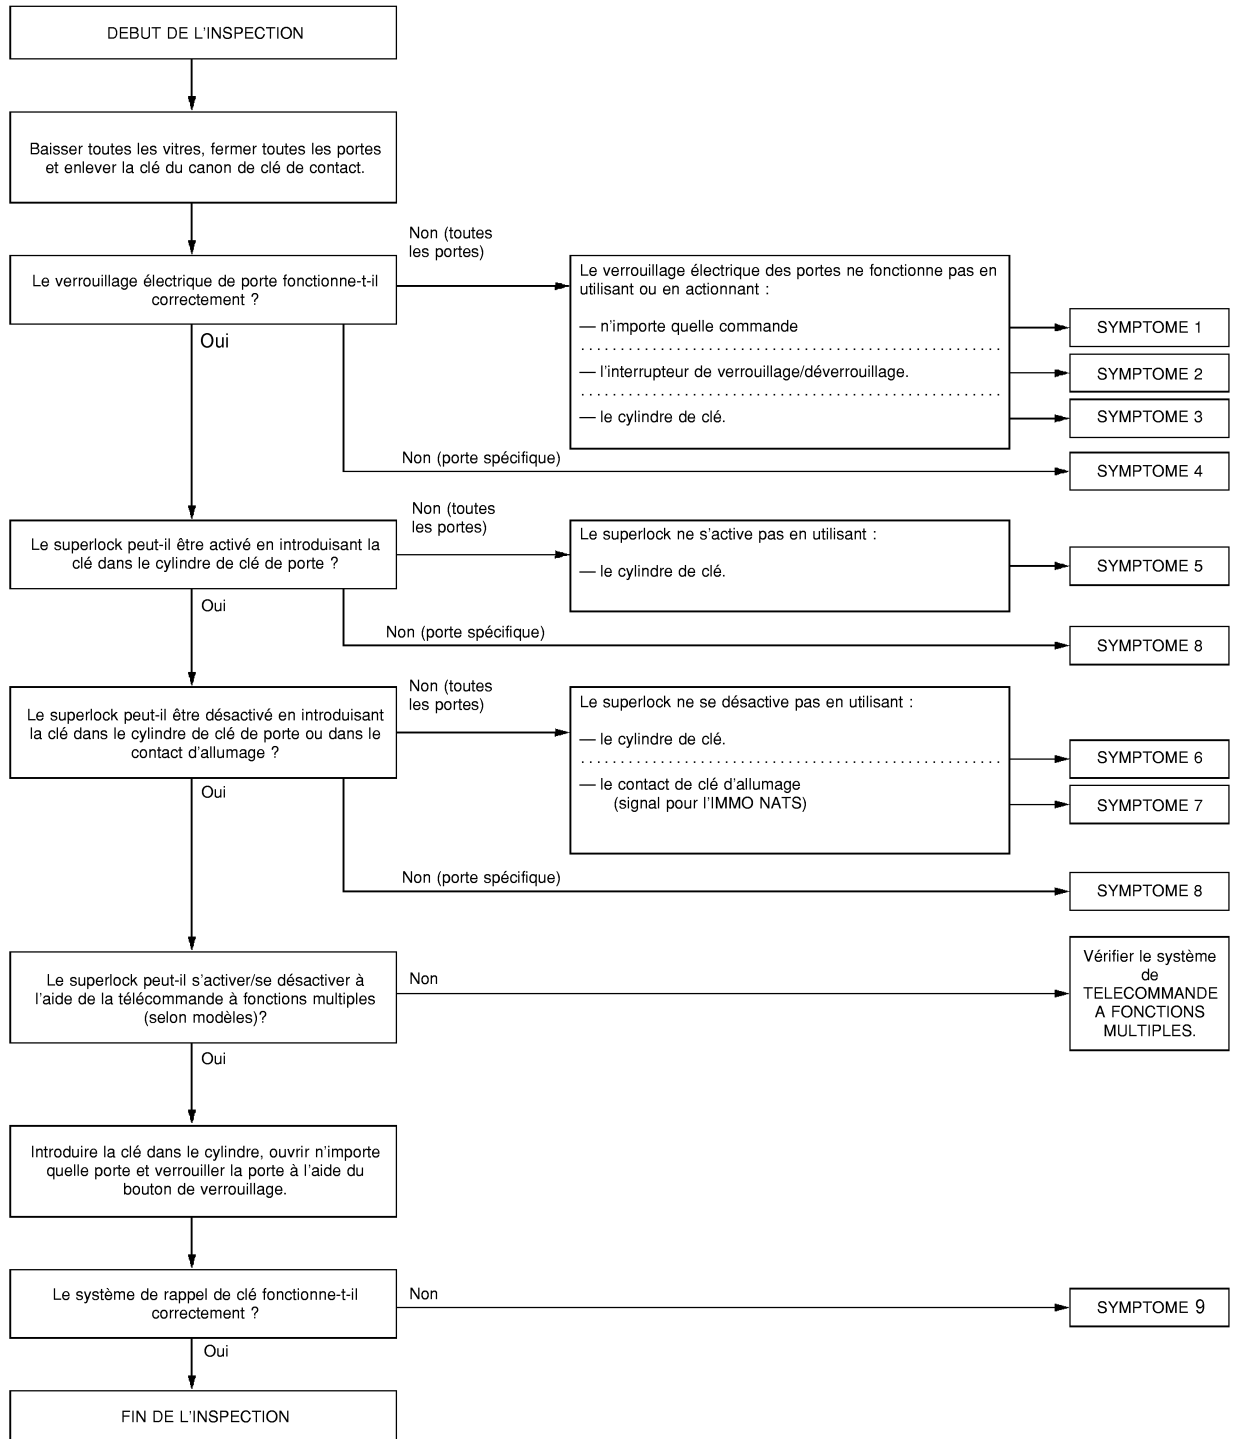 DEBUT DE L'INSPECTION
Baisser toutes les vitres, fermer toutes les portes
et enlever la clé du canon de clé de contact.
Non (toutes
les portes)
Le verrouillage électrique de porte fonctionne-t-il
correctement ?
Oui
Le verrouillage électrique des portes ne fonctionne pas en
utilisant ou en actionnant :
— n'importe quelle commande
SYMPTOME 1
— l'interrupteur de verrouillage/déverrouillage.
SYMPTOME 2
— le cylindre de clé.
SYMPTOME 3
Non (porte spécifique)
SYMPTOME 4
Non (toutes
les portes)
Le superlock peut-il être activé en introduisant la
clé dans le cylindre de clé de porte ?
Oui
Le superlock ne s'active pas en utilisant :
— le cylindre de clé.
SYMPTOME 5
Non (porte spécifique)
SYMPTOME 8
Non (toutes
les portes)
Le superlock peut-il être désactivé en introduisant
la clé dans le cylindre de clé de porte ou dans le
contact d'allumage ?
Oui
Le superlock ne se désactive pas en utilisant :
— le cylindre de clé.
SYMPTOME 6
— le contact de clé d'allumage
(signal pour l'IMMO NATS)
SYMPTOME 7
Non (porte spécifique)
SYMPTOME 8
Le superlock peut-il s'activer/se désactiver à
l'aide de la télécommande à fonctions multiples
(selon modèles)?
Non
Vérifier le système
de
TELECOMMANDE
A FONCTIONS
MULTIPLES.
Oui
Introduire la clé dans le cylindre, ouvrir n'importe
quelle porte et verrouiller la porte à l'aide du
bouton de verrouillage.
Le système de rappel de clé fonctionne-t-il
correctement ?
Non
SYMPTOME 9
Oui
FIN DE L'INSPECTION